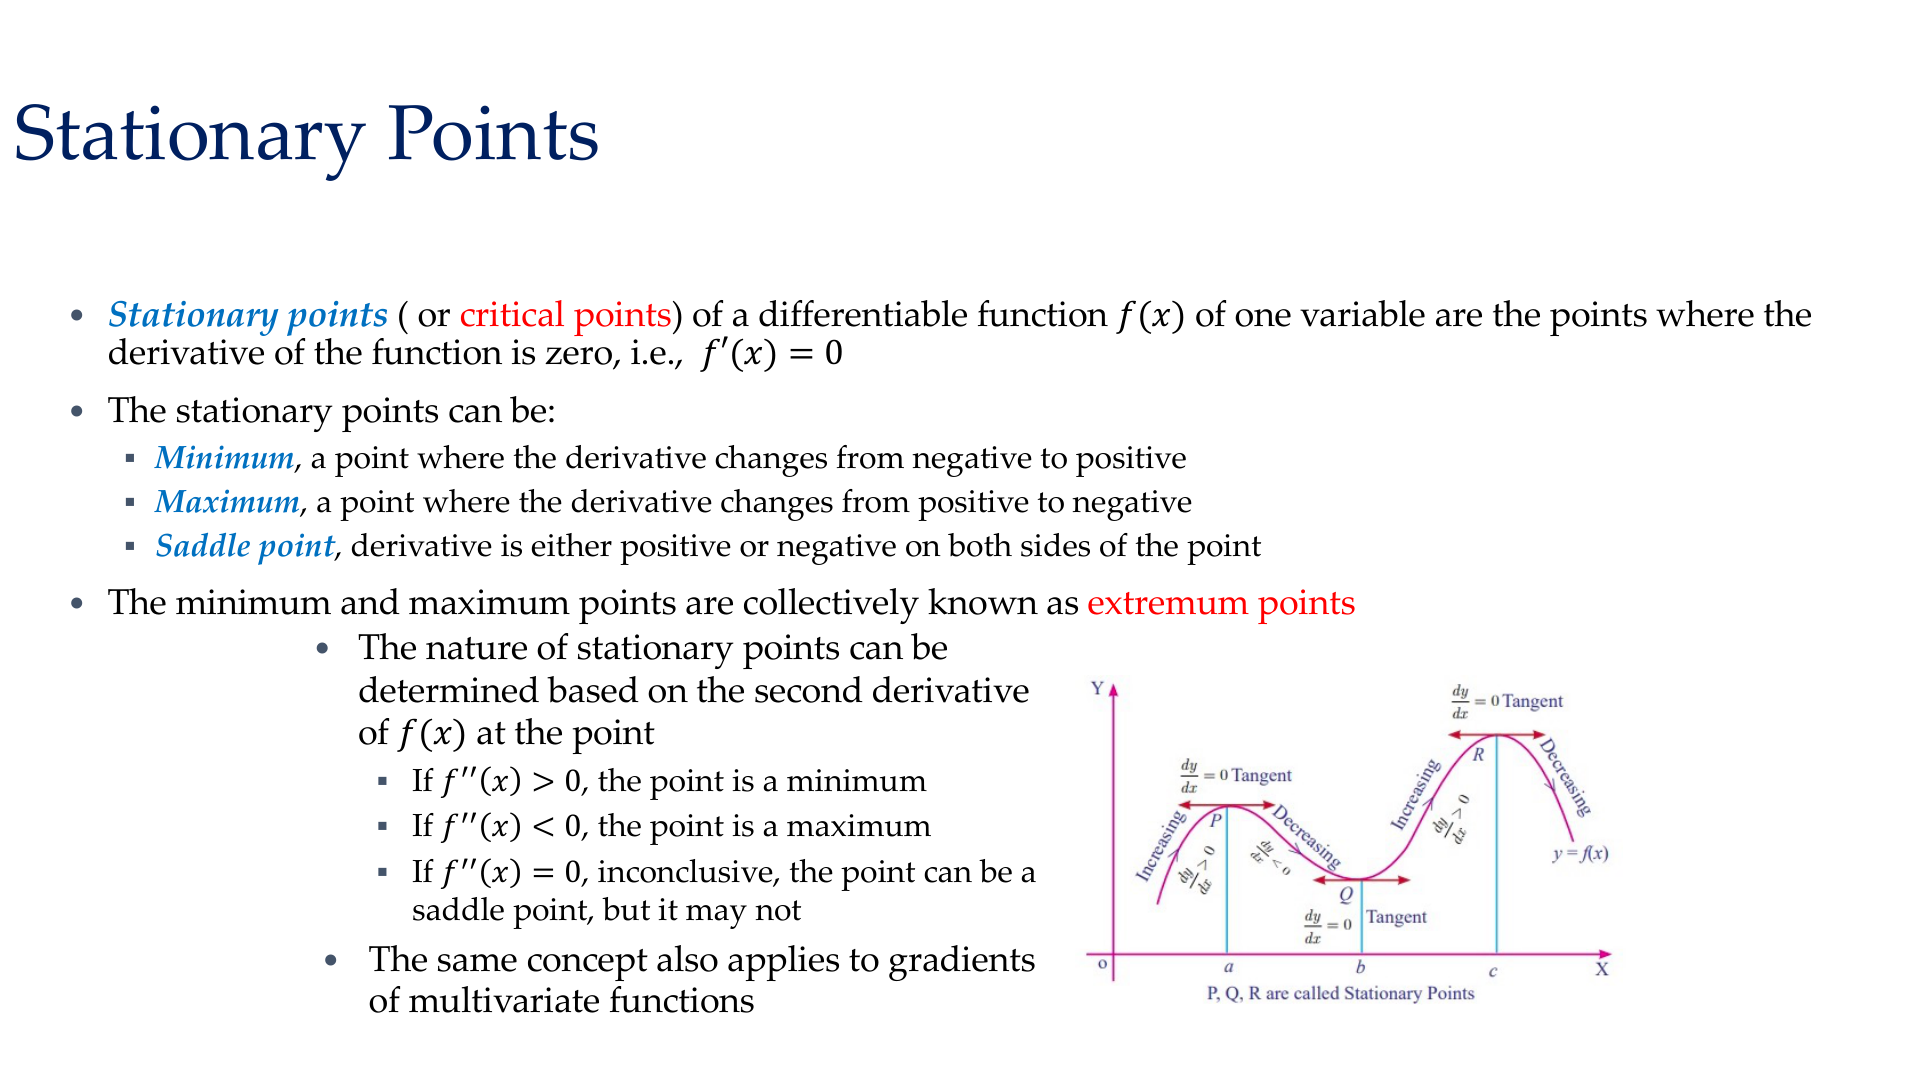 Stationary Points
• Stationary points ( or critical points) of a differentiable function f(x) of one variable are the points where the
derivative of the function is zero, i.e., f′(x) = 0
• The stationary points can be:
▪ Minimum, a point where the derivative changes from negative to positive
▪ Maximum, a point where the derivative changes from positive to negative
▪ Saddle point, derivative is either positive or negative on both sides of the point
• The minimum and maximum points are collectively known as extremum points
• The nature of stationary points can be
determined based on the second derivative
of f(x) at the point
▪ If f′′(x) > 0, the point is a minimum
▪ If f′′(x) < 0, the point is a maximum
▪ If f′′(x) = 0, inconclusive, the point can be a
saddle point, but it may not
• The same concept also applies to gradients
of multivariate functions
Y
dy/dx = 0 Tangent
R
Increasing
dy/dx > 0
Decreasing
y = f(x)
dy/dx = 0 Tangent
P
Increasing
dy/dx > 0
Decreasing
dy/dx < 0
Q
dy/dx = 0 Tangent
o a b c X
P, Q, R are called Stationary Points